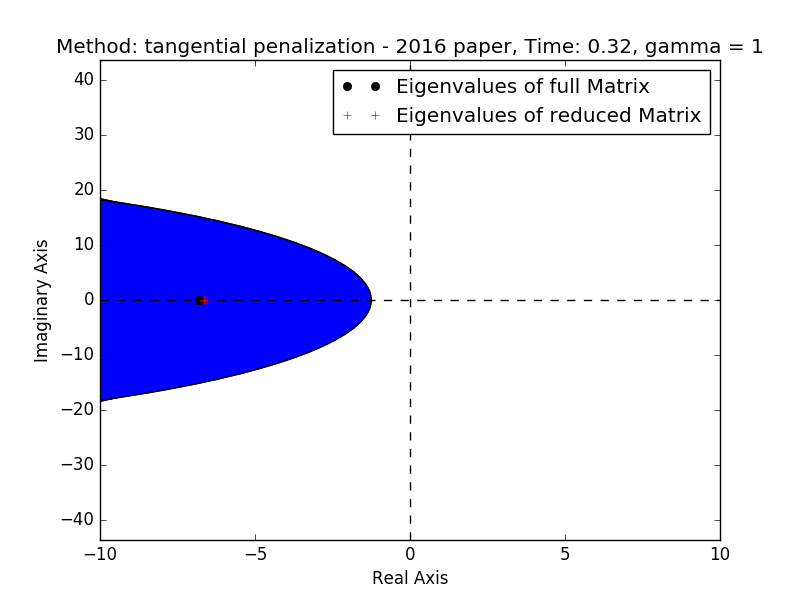 Method: tangential penalization - 2016 paper, Time: 0.32, gamma = 1
Eigenvalues of full Matrix
Eigenvalues of reduced Matrix
40
30
20
10
0
−10
−20
−30
−40
Imaginary Axis
−10 −5 0 5 10
Real Axis